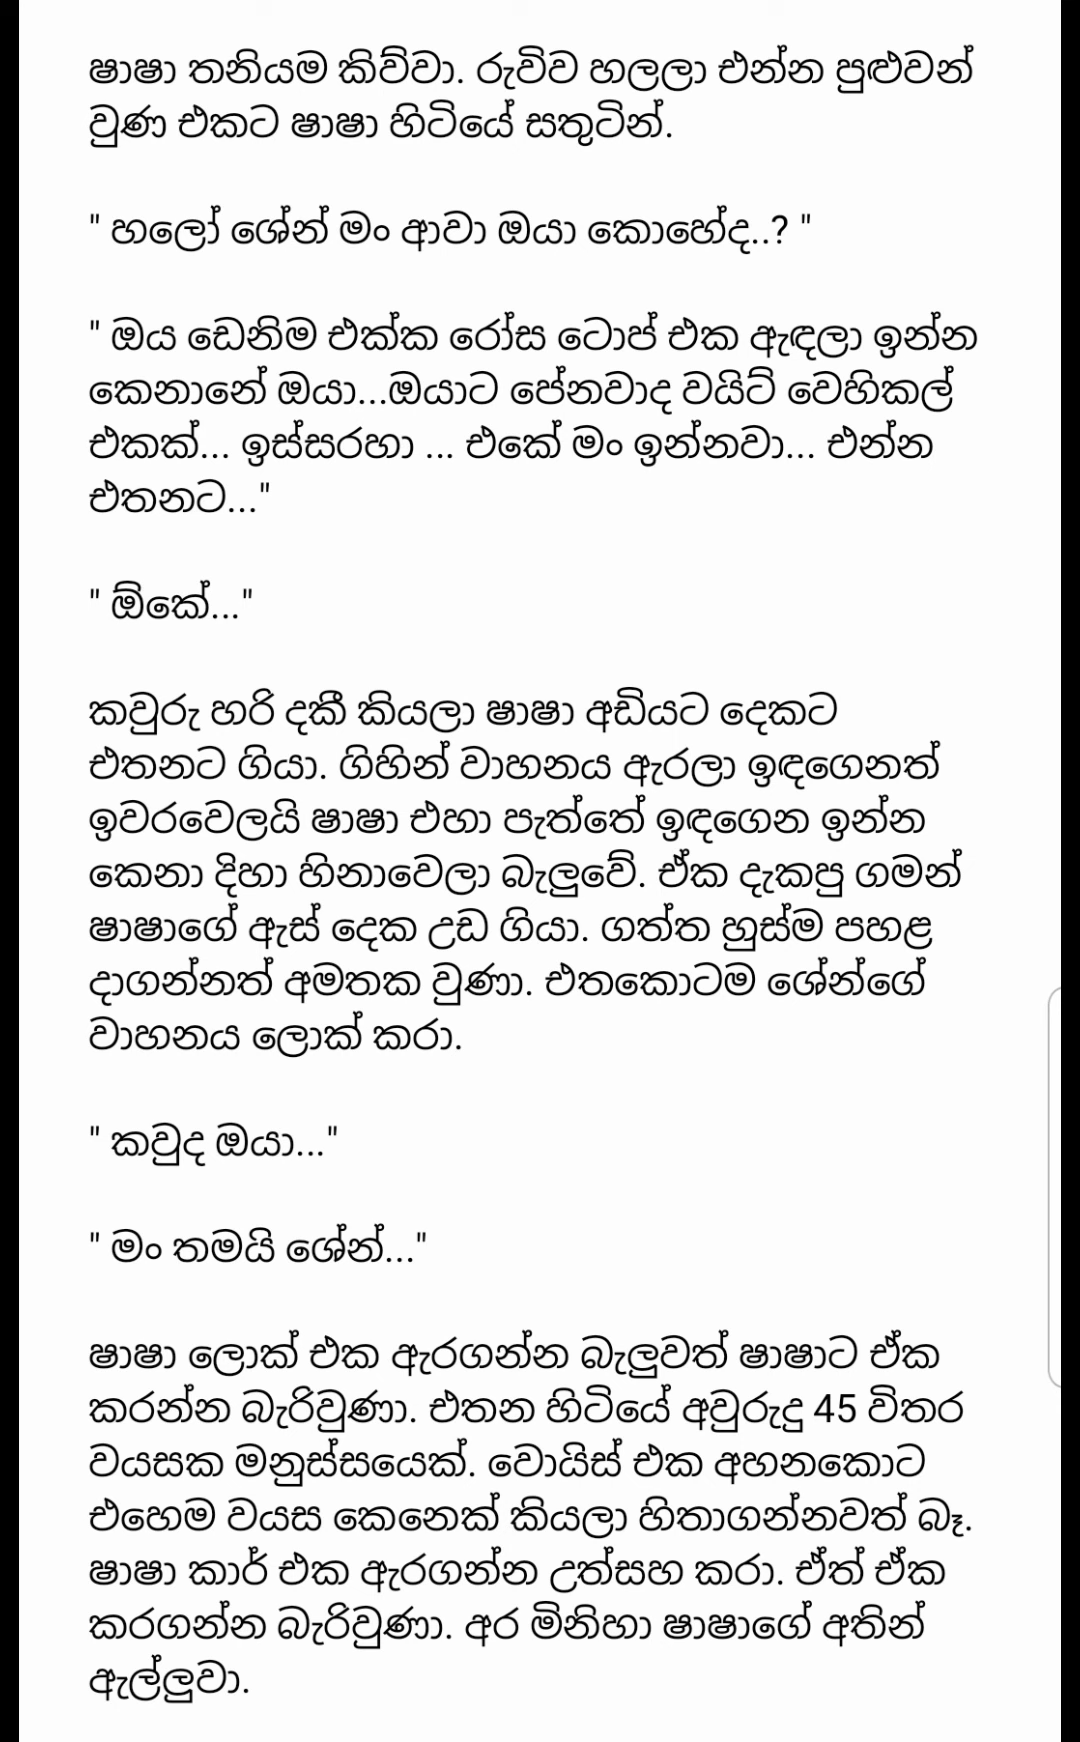 ෂාෂා තනියම කිව්වා. රුවිව හලලා එන්න පුළුවන්
වුණ එකට ෂාෂා හිටියේ සතුටින්.
" හලෝ ශේන් මං ආවා ඔයා කොහේද..? "
" ඔය ඩෙනිම එක්ක රෝස ටොප් එක ඇඳලා ඉන්න
කෙනානේ ඔයා...ඔයාට පේනවාද වයිට් වෙහිකල්
එකක්... ඉස්සරහා ... එකේ මං ඉන්නවා... එන්න
එතනට..."
" ඕකේ..."
කවුරු හරි දකී කියලා ෂාෂා අඩියට දෙකට
එතනට ගියා. ගිහින් වාහනය ඇරලා ඉඳගෙනත්
ඉවරවෙලයි ෂාෂා එහා පැත්තේ ඉඳගෙන ඉන්න
කෙනා දිහා හිනාවෙලා බැලුවේ. ඒක දැකපු ගමන්
ෂාෂාගේ ඇස් දෙක උඩ ගියා. ගත්ත හුස්ම පහළ
දාගන්නත් අමතක වුණා. එතකොටම ශේන්ගේ
වාහනය ලොක් කරා.
" කවුද ඔයා..."
" මං තමයි ශේන්..."
ෂාෂා ලොක් එක ඇරගන්න බැලුවත් ෂාෂාට ඒක
කරන්න බැරිවුණා. එතන හිටියේ අවුරුදු 45 විතර
වයසක මනුස්සයෙක්. වොයිස් එක අහනකොට
එහෙම වයස කෙනෙක් කියලා හිතාගන්නවත් බෑ.
ෂාෂා කාර් එක ඇරගන්න උත්සහ කරා. ඒත් ඒක
කරගන්න බැරිවුණා. අර මිනිහා ෂාෂාගේ අතින්
ඇල්ලුවා.